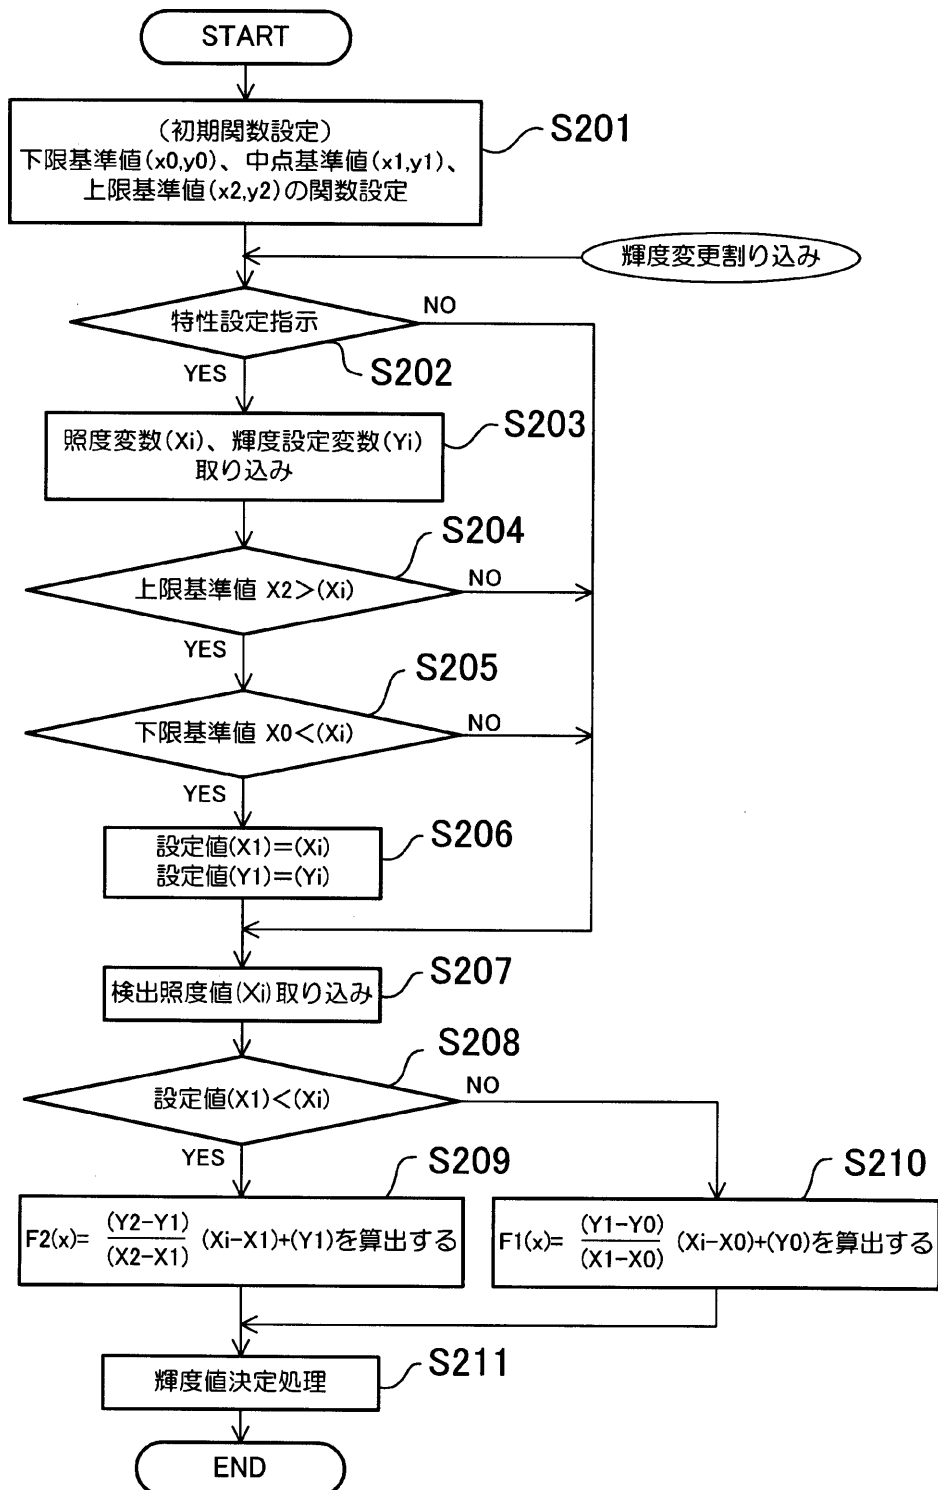 START
(初期関数設定)
下限基準値(x0,y0)、中点基準値(x1,y1)、
上限基準値(x2,y2)の関数設定
S201
輝度変更割り込み
特性設定指示
NO
S202
YES
照度変数(Xi)、輝度設定変数(Yi)
取り込み
S203
S204
上限基準値 X2>(Xi)
NO
YES
S205
下限基準値 X0<(Xi)
NO
YES
設定値(X1)=(Xi)
設定値(Y1)=(Yi)
S206
検出照度値(Xi)取り込み
S207
S208
設定値(X1)<(Xi)
NO
YES
S209
F2(x)= (Y2-Y1)/(X2-X1) (Xi-X1)+(Y1)を算出する
S210
F1(x)= (Y1-Y0)/(X1-X0) (Xi-X0)+(Y0)を算出する
輝度値決定処理
S211
END